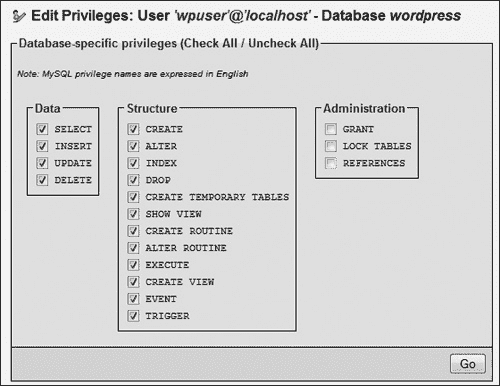 Edit Privileges: User 'wpuser'@'localhost' - Database wordpress
Database-specific privileges (Check All / Uncheck All)
Note: MySQL privilege names are expressed in English
Data
SELECT
INSERT
UPDATE
DELETE
Structure
CREATE
ALTER
INDEX
DROP
CREATE TEMPORARY TABLES
SHOW VIEW
CREATE ROUTINE
ALTER ROUTINE
EXECUTE
CREATE VIEW
EVENT
TRIGGER
Administration
GRANT
LOCK TABLES
REFERENCES
Go